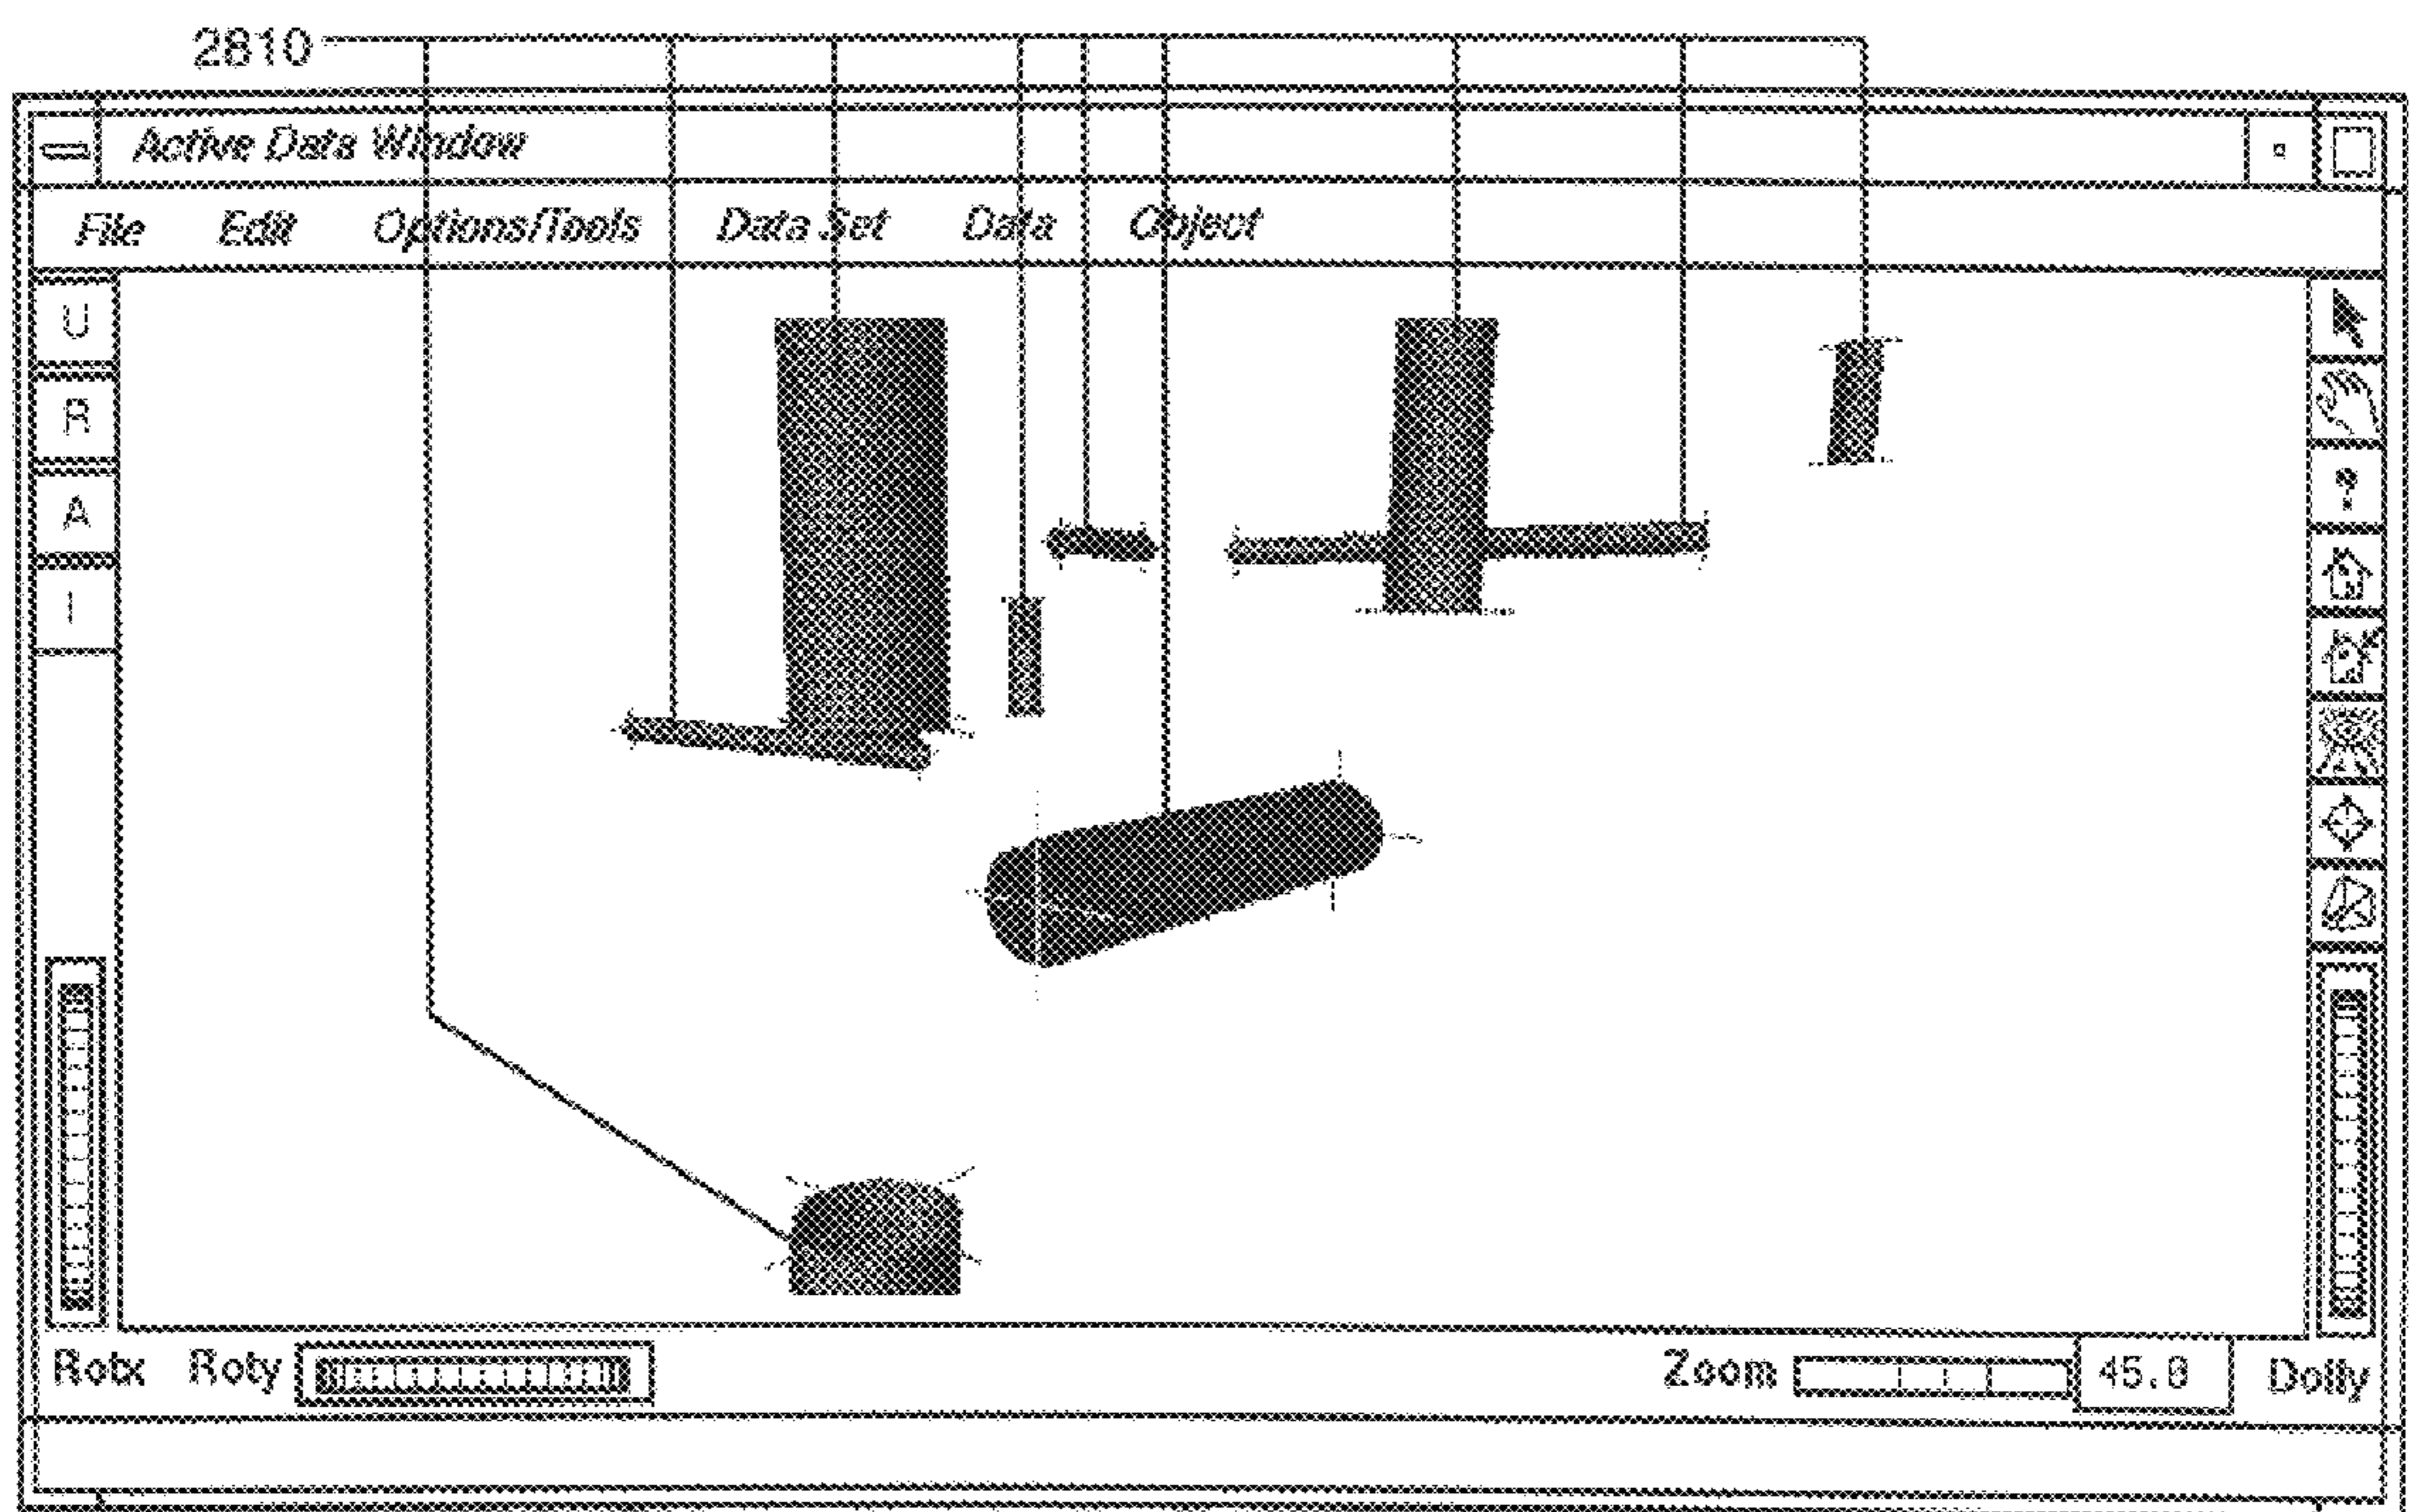 2810
Active Data Window
File Edit Options/Tools Data Set Data Object
U
R
A
I
?
Rotx Roty Zoom 45.0 Dolly